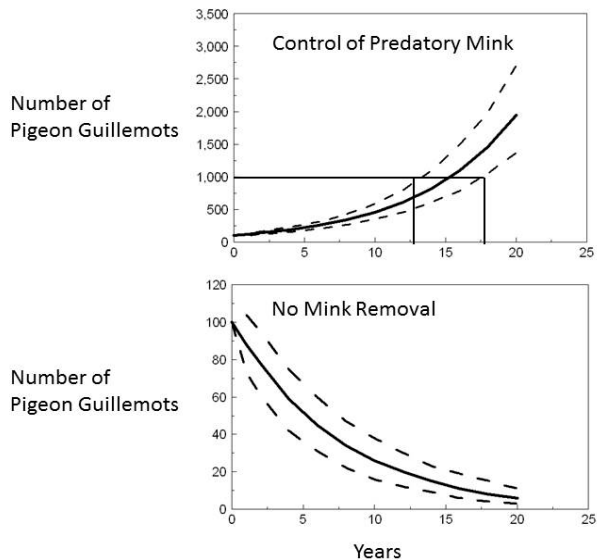 3,500
Control of Predatory Mink
3,000
2,500
Number of
Pigeon Guillemots
2,000
1,500
1,000
500
0
0 5 10 15 20 25
120
No Mink Removal
100
80
Number of
Pigeon Guillemots
60
40
20
0
0 5 10 15 20 25
Years